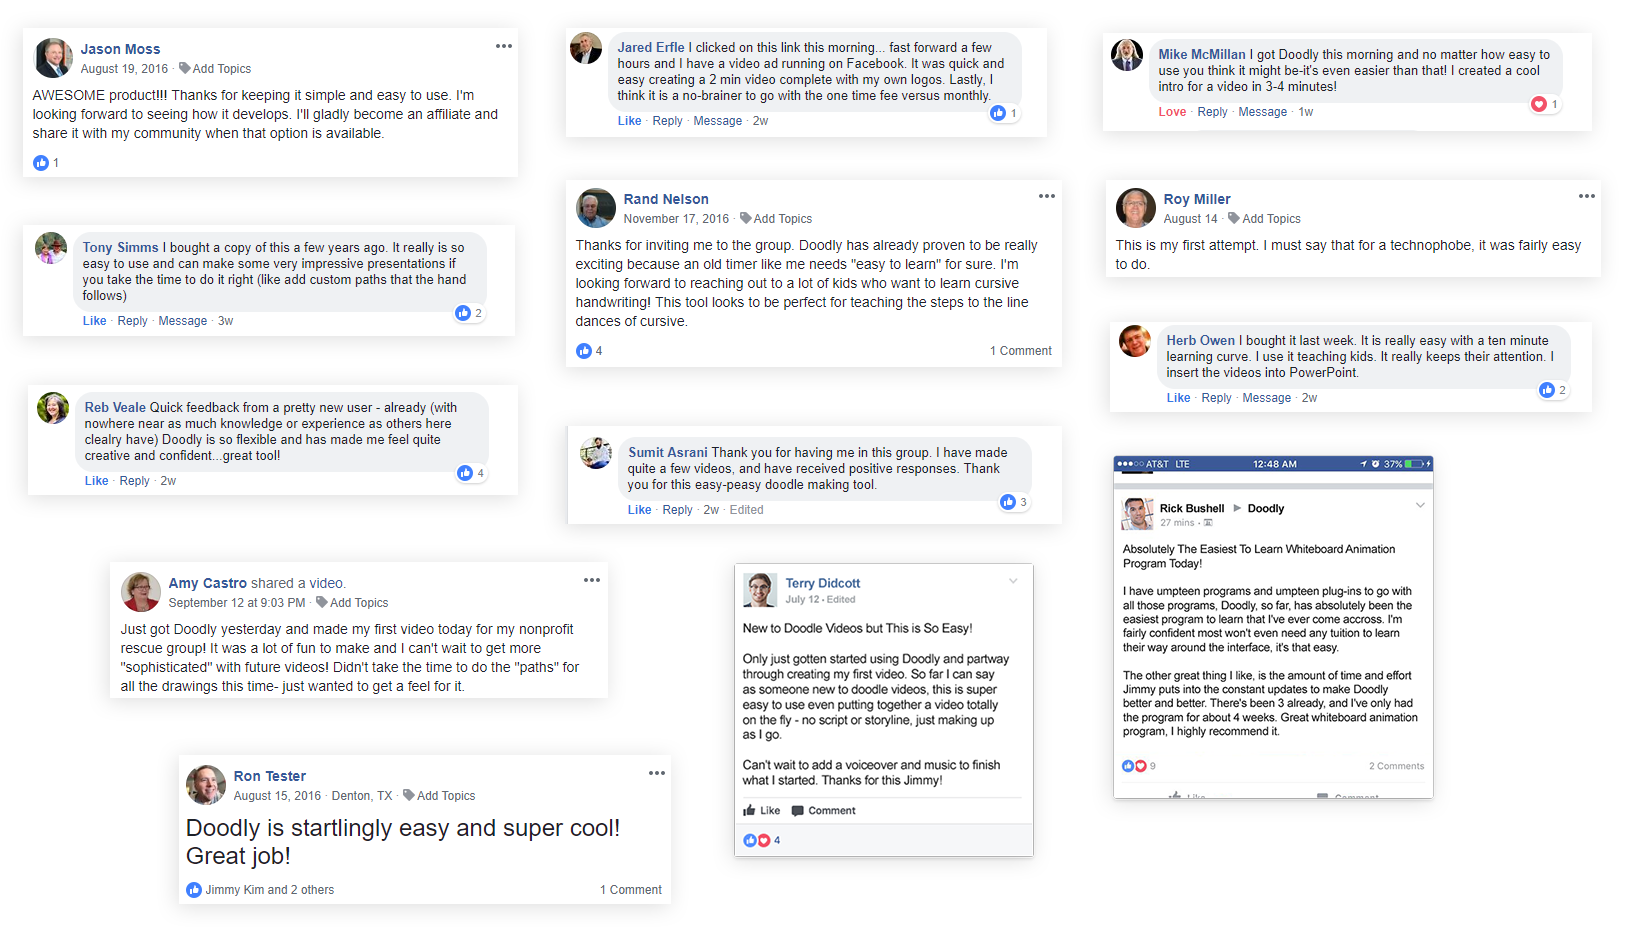 Jason Moss
August 19, 2016 · Add Topics
AWESOME product!!! Thanks for keeping it simple and easy to use. I'm
looking forward to seeing how it develops. I'll gladly become an affiliate and
share it with my community when that option is available.
1
Jared Erfle I clicked on this link this morning... fast forward a few
hours and I have a video ad running on Facebook. It was quick and
easy creating a 2 min video complete with my own logos. Lastly, I
think it is a no-brainer to go with the one time fee versus monthly.
1
Like · Reply · Message · 2w
Mike McMillan I got Doodly this morning and no matter how easy to
use you think it might be-it's even easier than that! I created a cool
intro for a video in 3-4 minutes!
1
Love · Reply · Message · 1w
Tony Simms I bought a copy of this a few years ago. It really is so
easy to use and can make some very impressive presentations if
you take the time to do it right (like add custom paths that the hand
follows)
2
Like · Reply · Message · 3w
Rand Nelson
November 17, 2016 · Add Topics
Thanks for inviting me to the group. Doodly has already proven to be really
exciting because an old timer like me needs "easy to learn" for sure. I'm
looking forward to reaching out to a lot of kids who want to learn cursive
handwriting! This tool looks to be perfect for teaching the steps to the line
dances of cursive.
4 1 Comment
Roy Miller
August 14 · Add Topics
This is my first attempt. I must say that for a technophobe, it was fairly easy
to do.
Herb Owen I bought it last week. It is really easy with a ten minute
learning curve. I use it teaching kids. It really keeps their attention. I
insert the videos into PowerPoint.
2
Like · Reply · Message · 2w
Reb Veale Quick feedback from a pretty new user - already (with
nowhere near as much knowledge or experience as others here
clealry have) Doodly is so flexible and has made me feel quite
creative and confident...great tool!
4
Like · Reply · 2w
Sumit Asrani Thank you for having me in this group. I have made
quite a few videos, and have received positive responses. Thank
you for this easy-peasy doodle making tool.
3
Like · Reply · 2w · Edited
AT&T LTE 12:48 AM 37%
Rick Bushell ▶ Doodly
27 mins ·
Absolutely The Easiest To Learn Whiteboard Animation
Program Today!
I have umpteen programs and umpteen plug-ins to go with
all those programs, Doodly, so far, has absolutely been the
easiest program to learn that I've ever come accross. I'm
fairly confident most won't even need any tuition to learn
their way around the interface, it's that easy.
The other great thing I like, is the amount of time and effort
Jimmy puts into the constant updates to make Doodly
better and better. There's been 3 already, and I've only had
the program for about 4 weeks. Great whiteboard animation
program, I highly recommend it.
9 2 Comments
Like Comment
Amy Castro shared a video.
September 12 at 9:03 PM · Add Topics
Just got Doodly yesterday and made my first video today for my nonprofit
rescue group! It was a lot of fun to make and I can't wait to get more
"sophisticated" with future videos! Didn't take the time to do the "paths" for
all the drawings this time- just wanted to get a feel for it.
Terry Didcott
July 12 · Edited
New to Doodle Videos but This is So Easy!
Only just gotten started using Doodly and partway
through creating my first video. So far I can say
as someone new to doodle videos, this is super
easy to use even putting together a video totally
on the fly - no script or storyline, just making up
as I go.
Can't wait to add a voiceover and music to finish
what I started. Thanks for this Jimmy!
Like Comment
4
Ron Tester
August 15, 2016 · Denton, TX · Add Topics
Doodly is startlingly easy and super cool!
Great job!
Jimmy Kim and 2 others 1 Comment